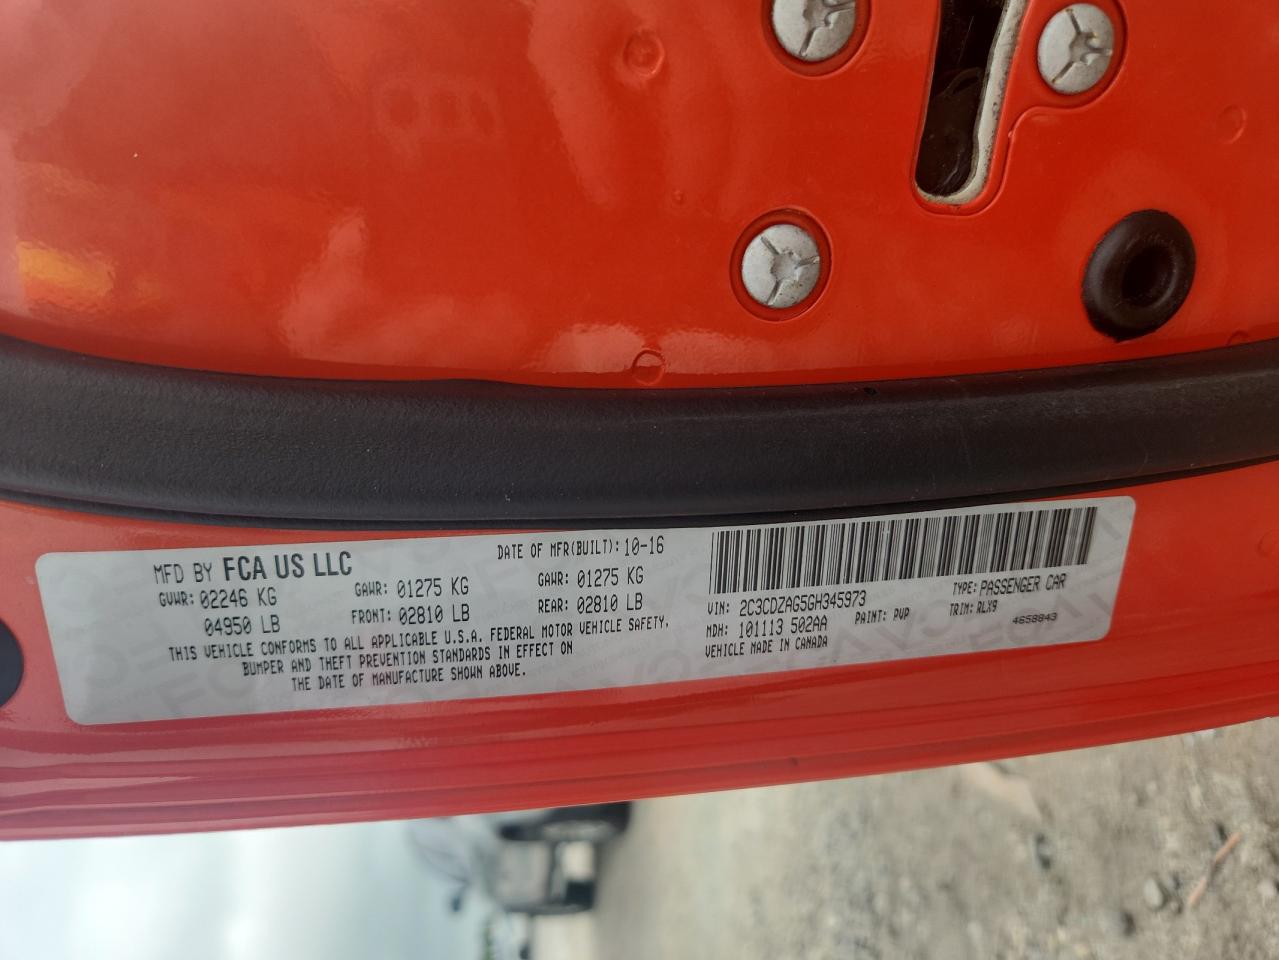 MFD BY FCA US LLC
DATE OF MFR(BUILT): 10-16
GVWR: 02246 KG
04950 LB
GAWR: 01275 KG
FRONT: 02810 LB
GAWR: 01275 KG
REAR: 02810 LB
THIS VEHICLE CONFORMS TO ALL APPLICABLE U.S.A. FEDERAL MOTOR VEHICLE SAFETY,
BUMPER AND THEFT PREVENTION STANDARDS IN EFFECT ON
THE DATE OF MANUFACTURE SHOWN ABOVE.
VIN: 2C3CDZAG5GH345973
TYPE: PASSENGER CAR
MDH: 101113 502AA
PAINT: PVP
TRIM: RLX9
VEHICLE MADE IN CANADA
4658843